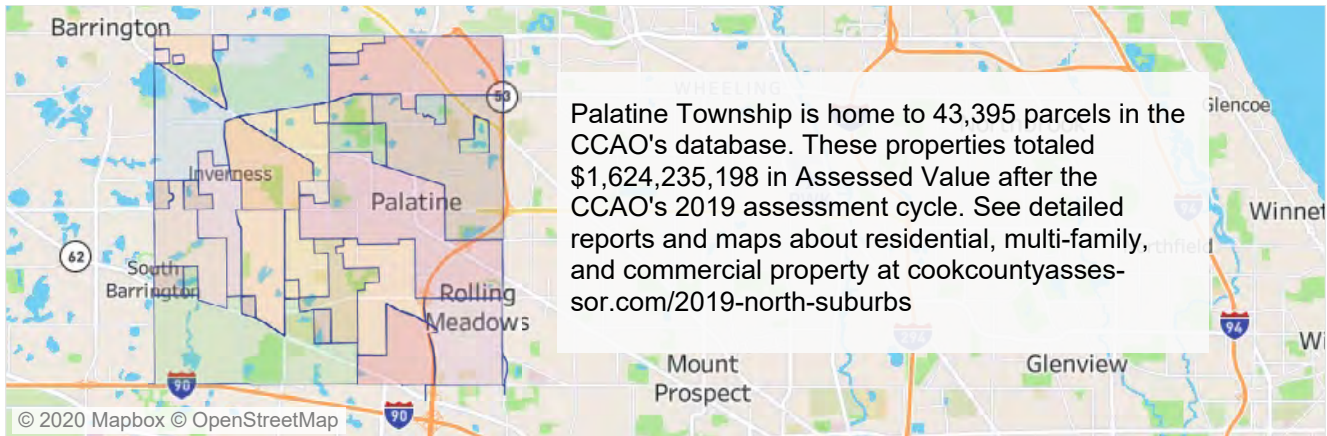 Barrington
53
WHEELING
Glencoe
Palatine Township is home to 43,395 parcels in the
CCAO's database. These properties totaled
$1,624,235,198 in Assessed Value after the
CCAO's 2019 assessment cycle. See detailed
reports and maps about residential, multi-family,
and commercial property at cookcountyasses-
sor.com/2019-north-suburbs
Inverness
Palatine
94
Winnet
62
South
Barrington
Rolling
Meadows
94
Mount
Prospect
Glenview
Wi
90
90
© 2020 Mapbox © OpenStreetMap